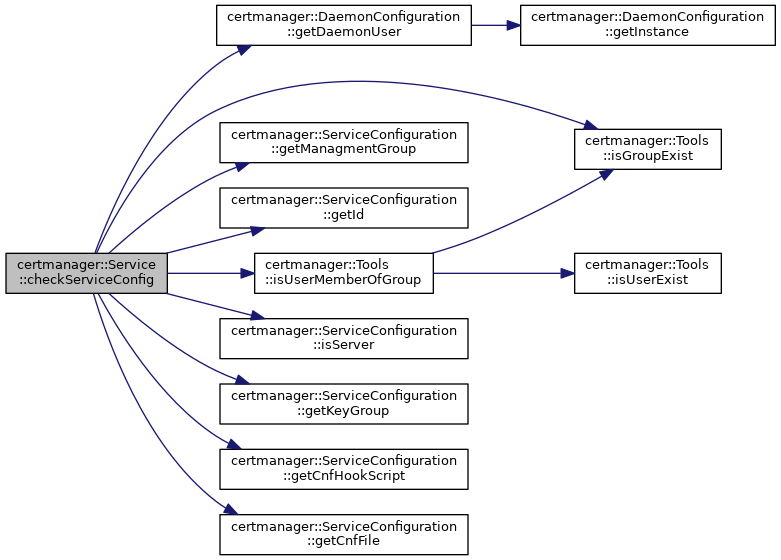 certmanager::DaemonConfiguration
::getDaemonUser
certmanager::DaemonConfiguration
::getInstance
certmanager::ServiceConfiguration
::getManagmentGroup
certmanager::Tools
::isGroupExist
certmanager::ServiceConfiguration
::getId
certmanager::Service
::checkServiceConfig
certmanager::Tools
::isUserMemberOfGroup
certmanager::Tools
::isUserExist
certmanager::ServiceConfiguration
::isServer
certmanager::ServiceConfiguration
::getKeyGroup
certmanager::ServiceConfiguration
::getCnfHookScript
certmanager::ServiceConfiguration
::getCnfFile